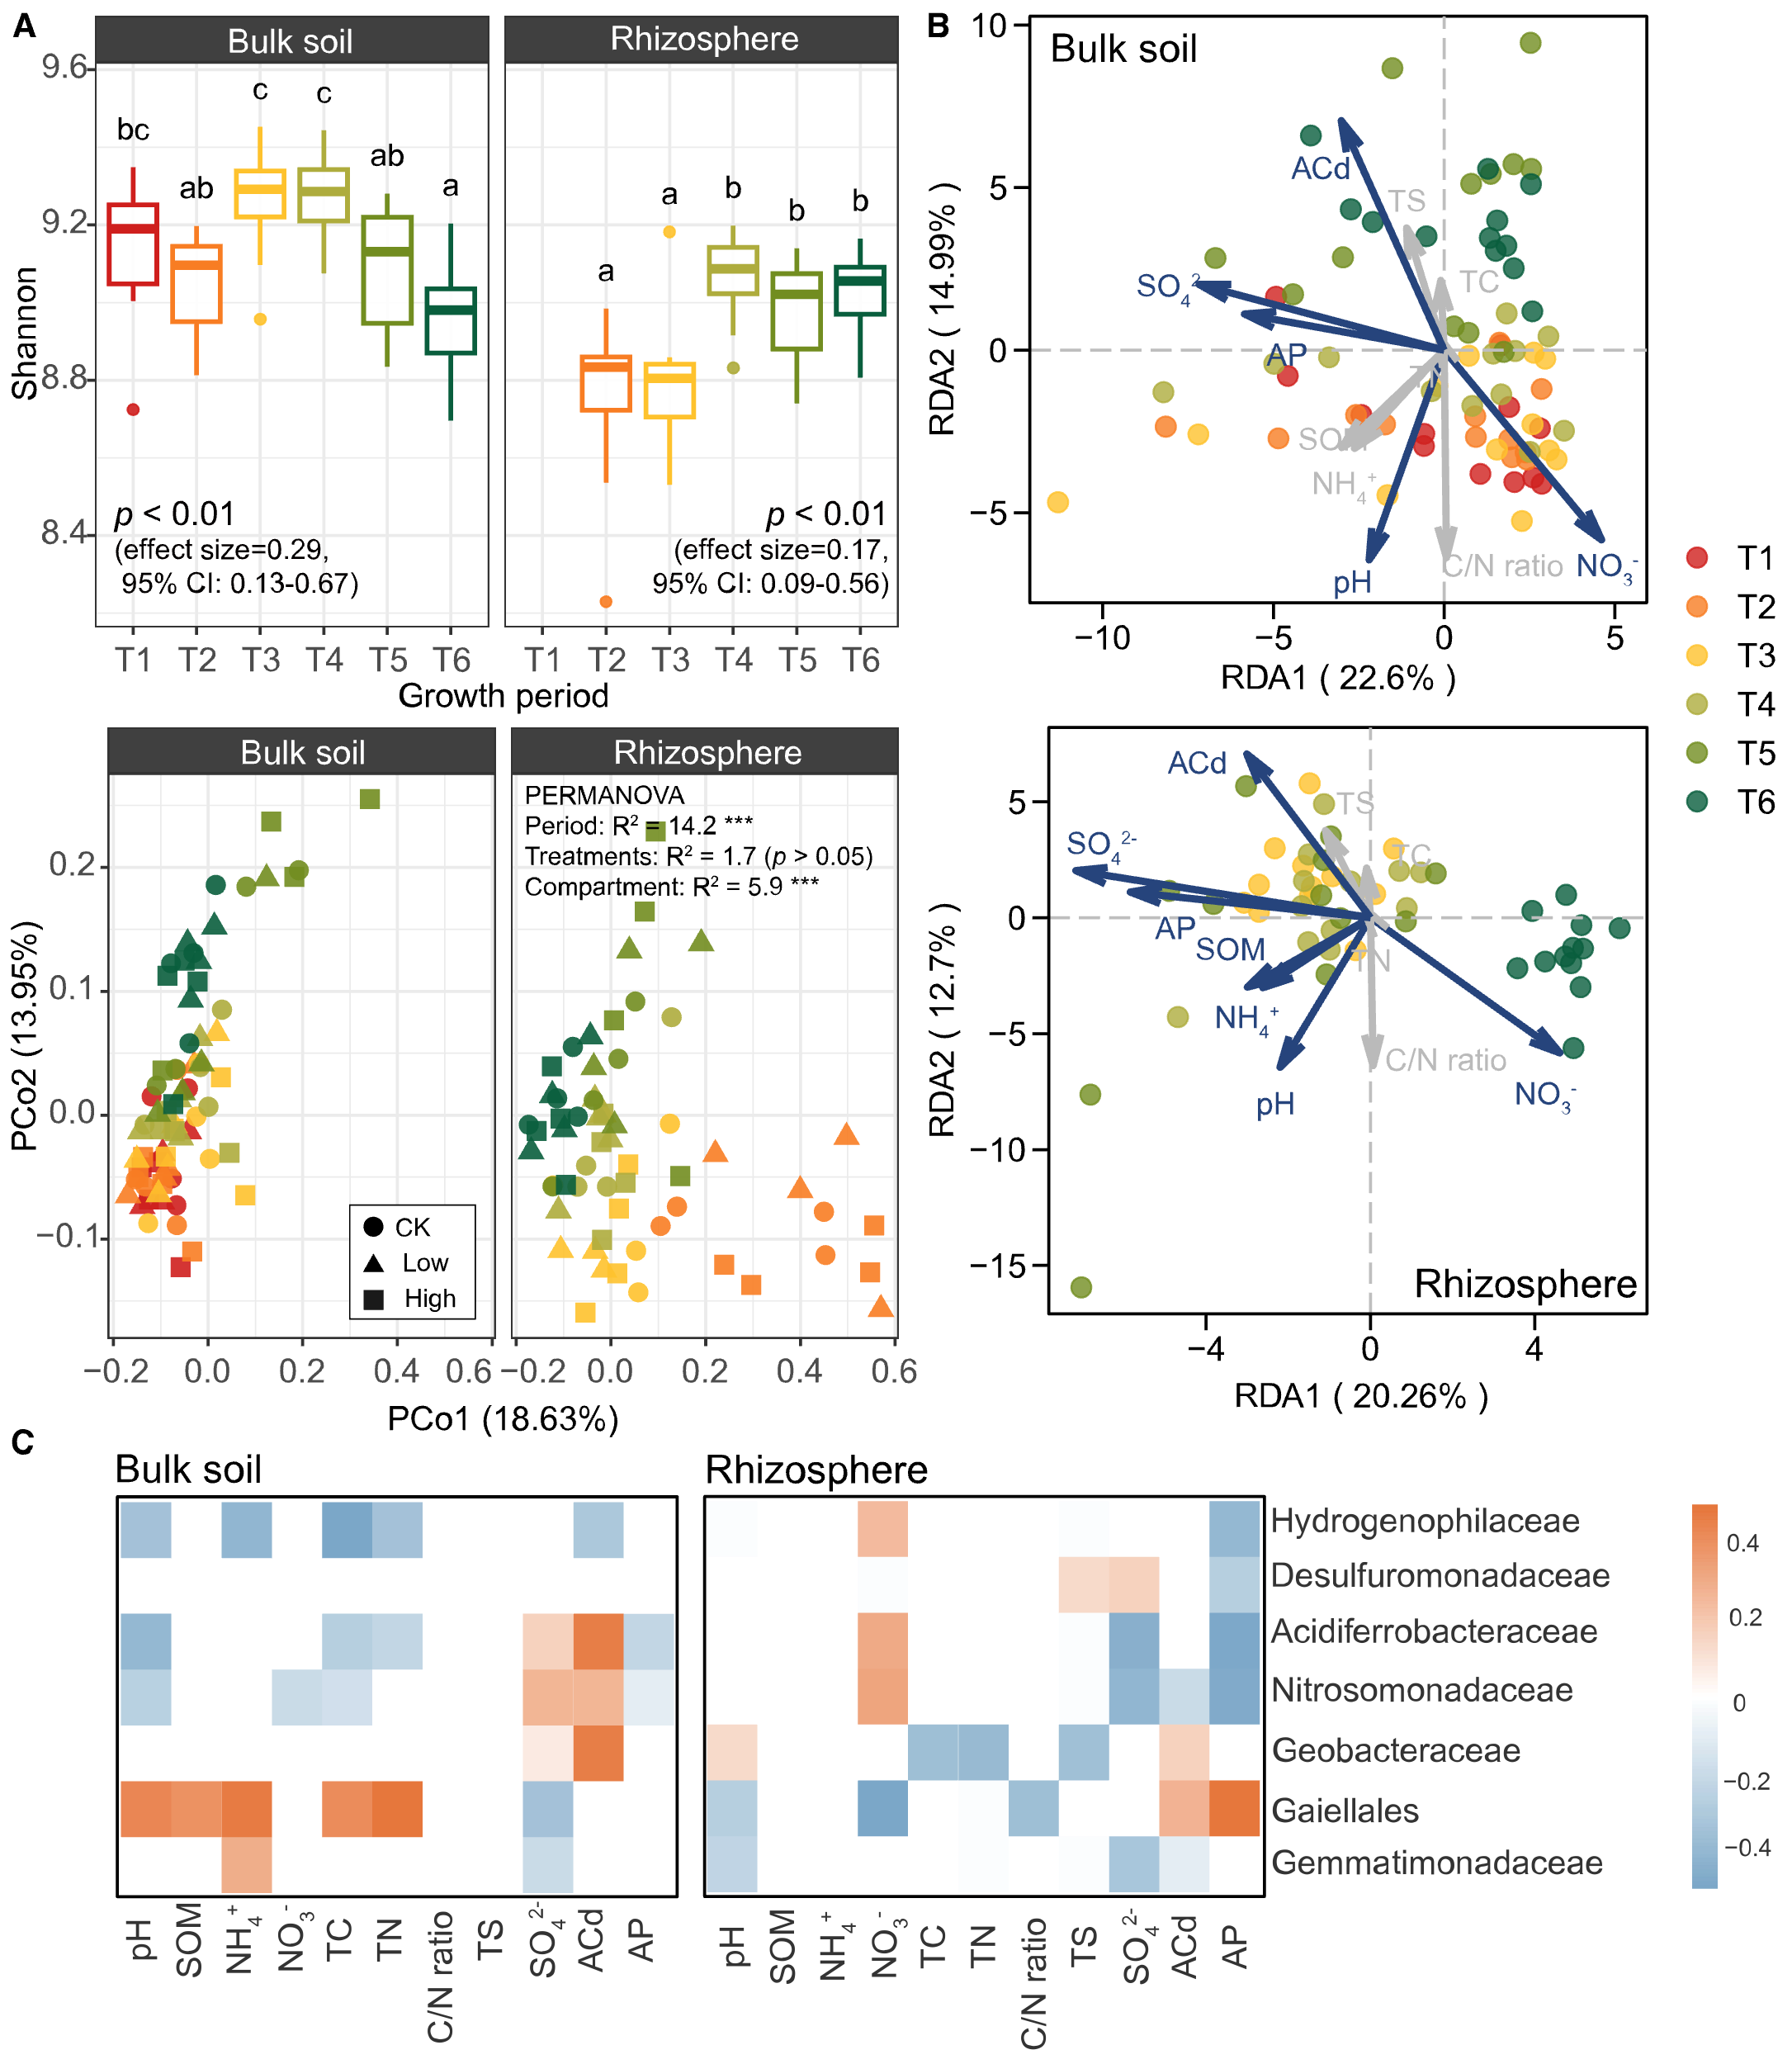 A
Bulk soil
Rhizosphere
Shannon
9.6
9.2
8.8
8.4
bc
ab
c
c
ab
a
a
a
b
b
b
p < 0.01
(effect size=0.29,
95% CI: 0.13-0.67)
p < 0.01
(effect size=0.17,
95% CI: 0.09-0.56)
T1 T2 T3 T4 T5 T6
T1 T2 T3 T4 T5 T6
Growth period
Bulk soil
Rhizosphere
PERMANOVA
Period: R² = 14.2 ***
Treatments: R² = 1.7 (p > 0.05)
Compartment: R² = 5.9 ***
PCo2 (13.95%)
0.2
0.1
0.0
−0.1
CK
Low
High
−0.2 0.0 0.2 0.4 0.6
−0.2 0.0 0.2 0.4 0.6
PCo1 (18.63%)
B
Bulk soil
RDA2 ( 14.99% )
10
5
0
−5
ACd
TS
TC
SO₄²
AP
SOM
NH₄⁺
pH
C/N ratio
NO₃⁻
−10 −5 0 5
RDA1 ( 22.6% )
T1
T2
T3
T4
T5
T6
RDA2 ( 12.7% )
5
0
−5
−10
−15
ACd
TS
SO₄²⁻
TC
AP
SOM
TN
NH₄⁺
C/N ratio
pH
NO₃⁻
Rhizosphere
−4 0 4
RDA1 ( 20.26% )
C
Bulk soil
Rhizosphere
Hydrogenophilaceae
Desulfuromonadaceae
Acidiferrobacteraceae
Nitrosomonadaceae
Geobacteraceae
Gaiellales
Gemmatimonadaceae
0.4
0.2
0
−0.2
−0.4
pH SOM NH₄⁺ NO₃⁻ TC TN C/N ratio TS SO₄²⁻ ACd AP
pH SOM NH₄⁺ NO₃⁻ TC TN C/N ratio TS SO₄²⁻ ACd AP